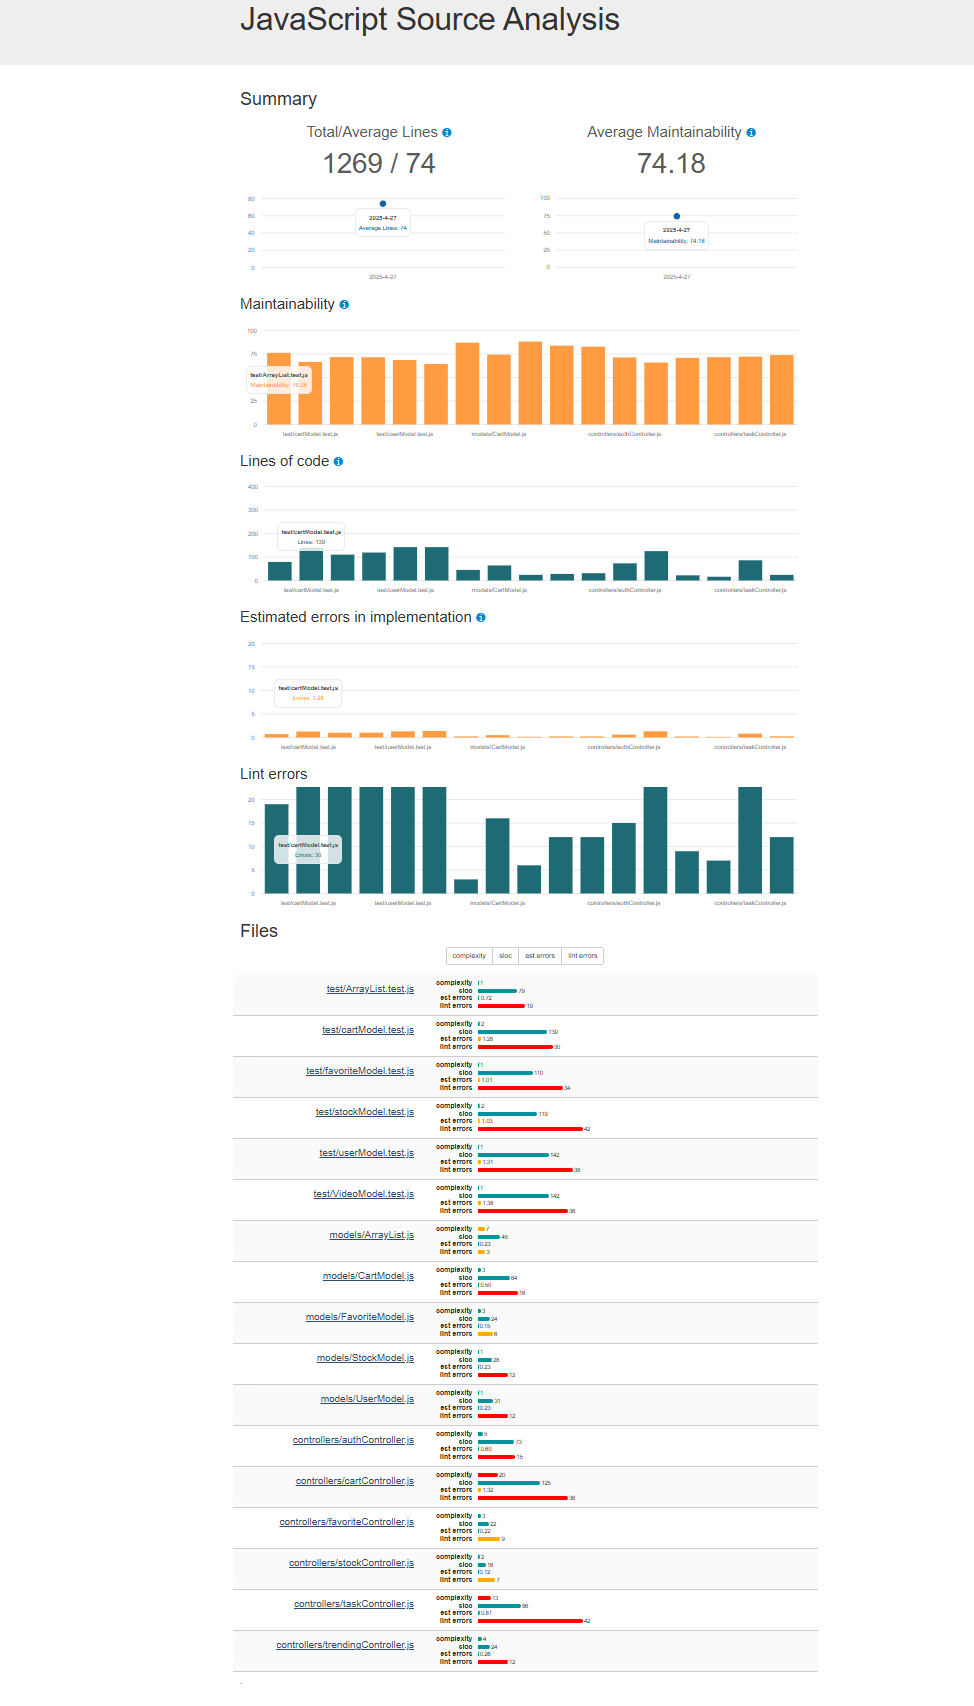 JavaScript Source Analysis
Summary
Total/Average Lines
1269 / 74
80
60
40
20
0
2025-4-27
Average Lines: 74
2025-4-27
Average Maintainability
74.18
100
75
50
25
0
2025-4-27
Maintainability: 74.18
2025-4-27
Maintainability
100
75
25
0
test/ArrayList.test.js
Maintainability: 76.26
test/cartModel.test.js
test/userModel.test.js
models/CartModel.js
controllers/authController.js
controllers/taskController.js
Lines of code
400
300
200
100
0
test/cartModel.test.js
Lines: 139
test/cartModel.test.js
test/userModel.test.js
models/CartModel.js
controllers/authController.js
controllers/taskController.js
Estimated errors in implementation
20
15
10
5
0
test/cartModel.test.js
Errors: 1.28
test/cartModel.test.js
test/userModel.test.js
models/CartModel.js
controllers/authController.js
controllers/taskController.js
Lint errors
20
15
10
5
0
test/cartModel.test.js
Errors: 30
test/cartModel.test.js
test/userModel.test.js
models/CartModel.js
controllers/authController.js
controllers/taskController.js
Files
complexity sloc est errors lint errors
test/ArrayList.test.js
complexity 1
sloc 79
est errors 0.72
lint errors 19
test/cartModel.test.js
complexity 2
sloc 139
est errors 1.28
lint errors 30
test/favoriteModel.test.js
complexity 1
sloc 110
est errors 1.01
lint errors 34
test/stockModel.test.js
complexity 2
sloc 119
est errors 1.03
lint errors 42
test/userModel.test.js
complexity 1
sloc 142
est errors 1.31
lint errors 38
test/VideoModel.test.js
complexity 1
sloc 142
est errors 1.38
lint errors 36
models/ArrayList.js
complexity 7
sloc 45
est errors 0.23
lint errors 3
models/CartModel.js
complexity 3
sloc 64
est errors 0.50
lint errors 16
models/FavoriteModel.js
complexity 3
sloc 24
est errors 0.15
lint errors 6
models/StockModel.js
complexity 1
sloc 28
est errors 0.23
lint errors 12
models/UserModel.js
complexity 1
sloc 31
est errors 0.23
lint errors 12
controllers/authController.js
complexity 5
sloc 73
est errors 0.60
lint errors 15
controllers/cartController.js
complexity 20
sloc 125
est errors 1.32
lint errors 36
controllers/favoriteController.js
complexity 3
sloc 22
est errors 0.22
lint errors 9
controllers/stockController.js
complexity 2
sloc 16
est errors 0.12
lint errors 7
controllers/taskController.js
complexity 13
sloc 86
est errors 0.81
lint errors 42
controllers/trendingController.js
complexity 4
sloc 24
est errors 0.26
lint errors 12